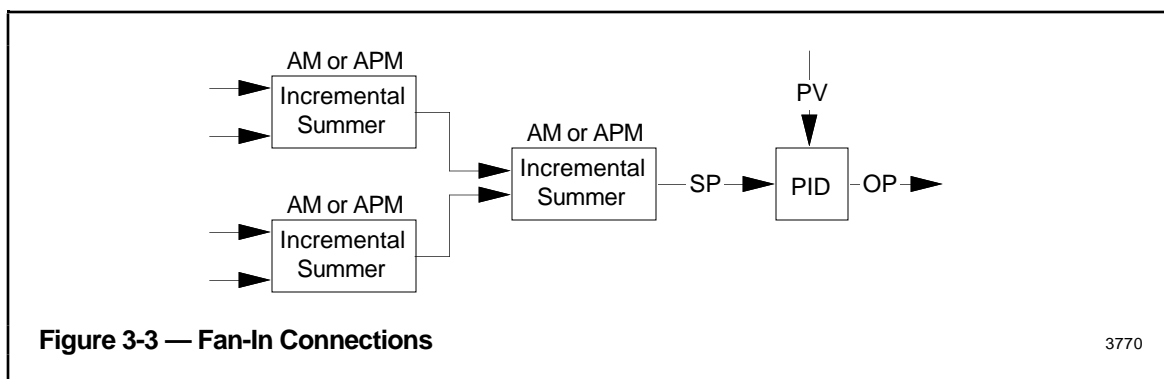 AM or APM
Incremental
Summer
AM or APM
Incremental
Summer
AM or APM
Incremental
Summer
SP
PV
PID
OP
Figure 3-3 — Fan-In Connections
3770